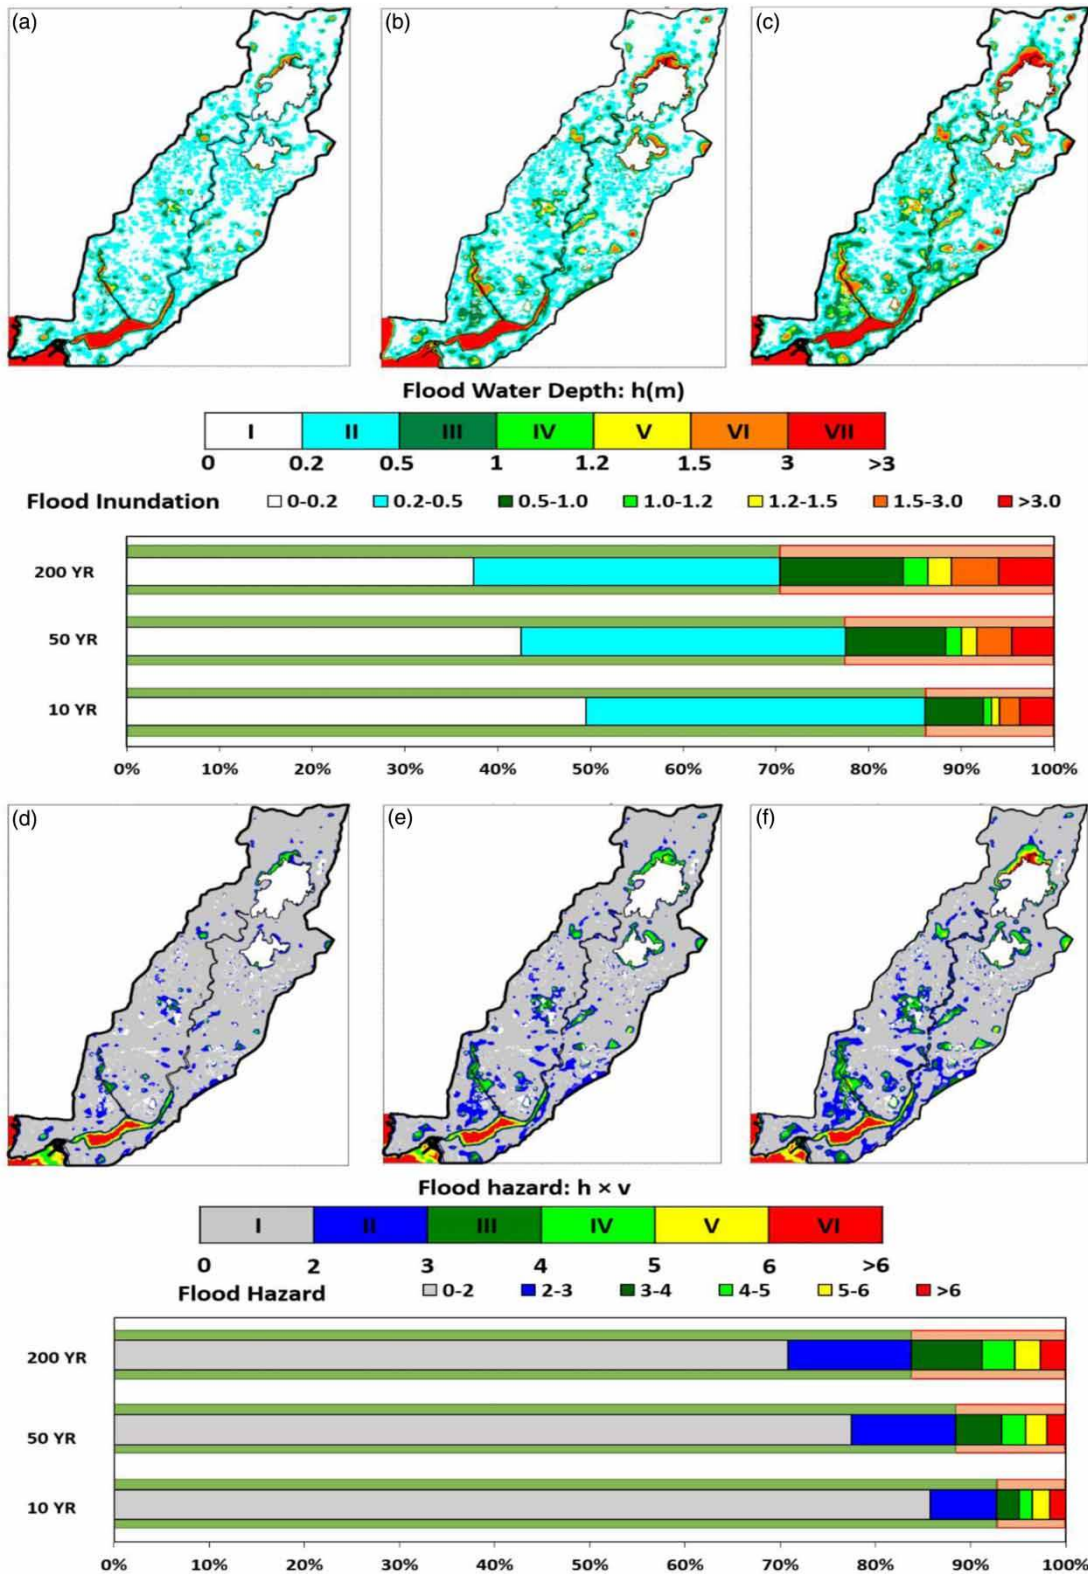 (a) (b) (c)
Flood Water Depth: h(m)
I II III IV V VI VII
0 0.2 0.5 1 1.2 1.5 3 >3
Flood Inundation 0-0.2 0.2-0.5 0.5-1.0 1.0-1.2 1.2-1.5 1.5-3.0 >3.0
200 YR
50 YR
10 YR
0% 10% 20% 30% 40% 50% 60% 70% 80% 90% 100%
(d) (e) (f)
Flood hazard: h × v
I II III IV V VI
0 2 3 4 5 6 >6
Flood Hazard 0-2 2-3 3-4 4-5 5-6 >6
200 YR
50 YR
10 YR
0% 10% 20% 30% 40% 50% 60% 70% 80% 90% 100%